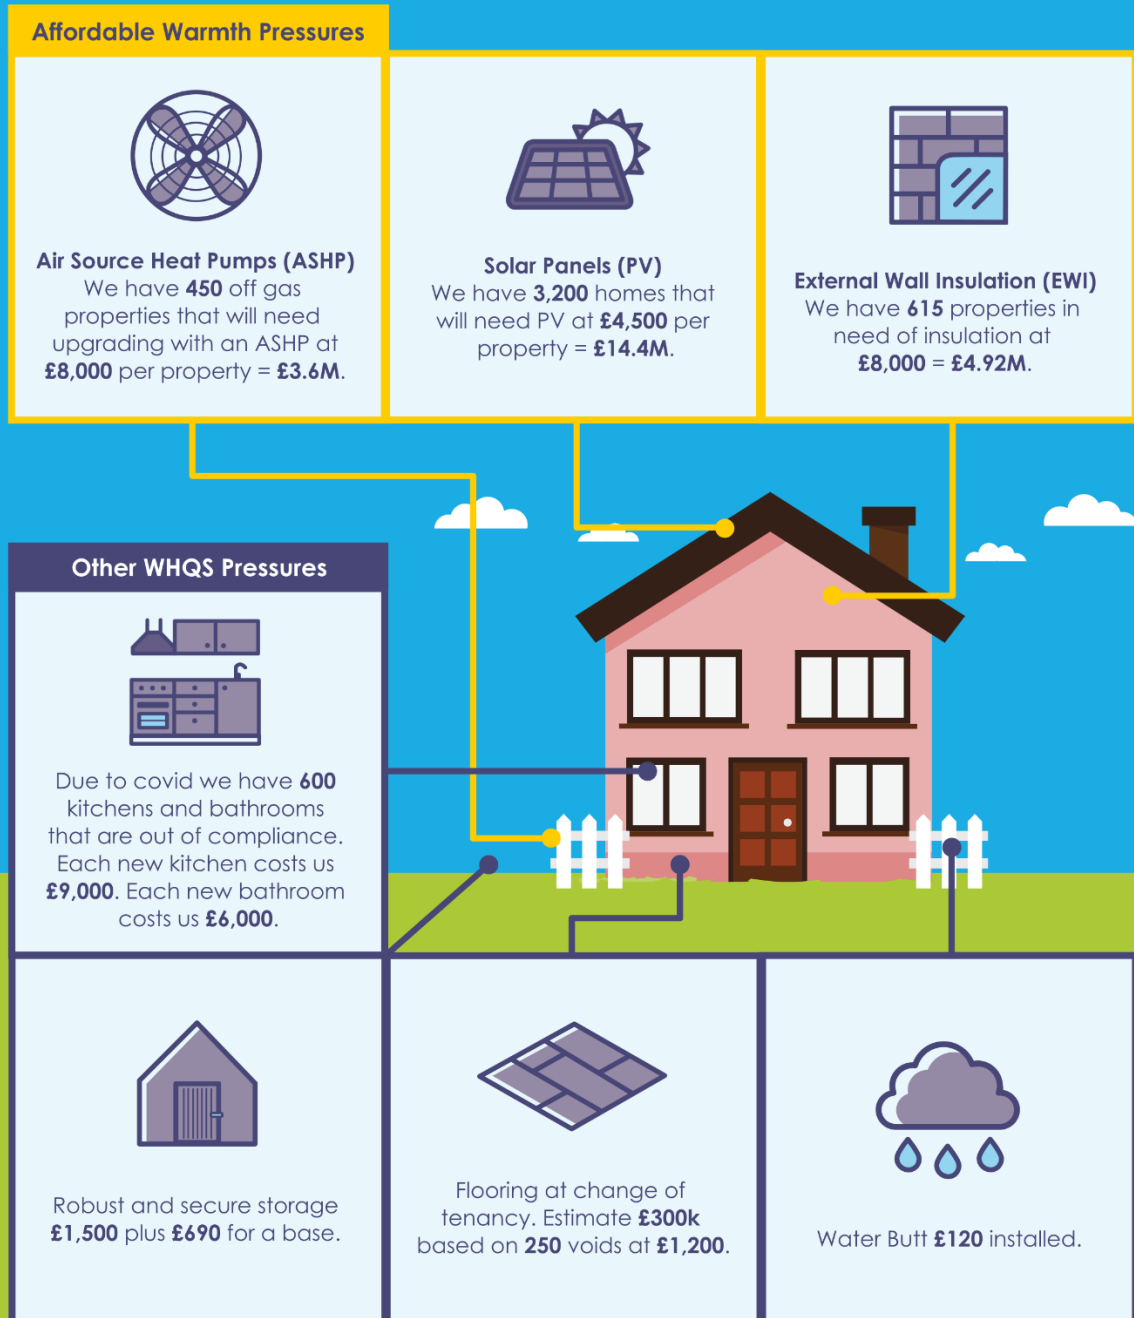 Affordable Warmth Pressures
Air Source Heat Pumps (ASHP)
We have 450 off gas
properties that will need
upgrading with an ASHP at
£8,000 per property = £3.6M.
Solar Panels (PV)
We have 3,200 homes that
will need PV at £4,500 per
property = £14.4M.
External Wall Insulation (EWI)
We have 615 properties in
need of insulation at
£8,000 = £4.92M.
Other WHQS Pressures
Due to covid we have 600
kitchens and bathrooms
that are out of compliance.
Each new kitchen costs us
£9,000. Each new bathroom
costs us £6,000.
Robust and secure storage
£1,500 plus £690 for a base.
Flooring at change of
tenancy. Estimate £300k
based on 250 voids at £1,200.
Water Butt £120 installed.